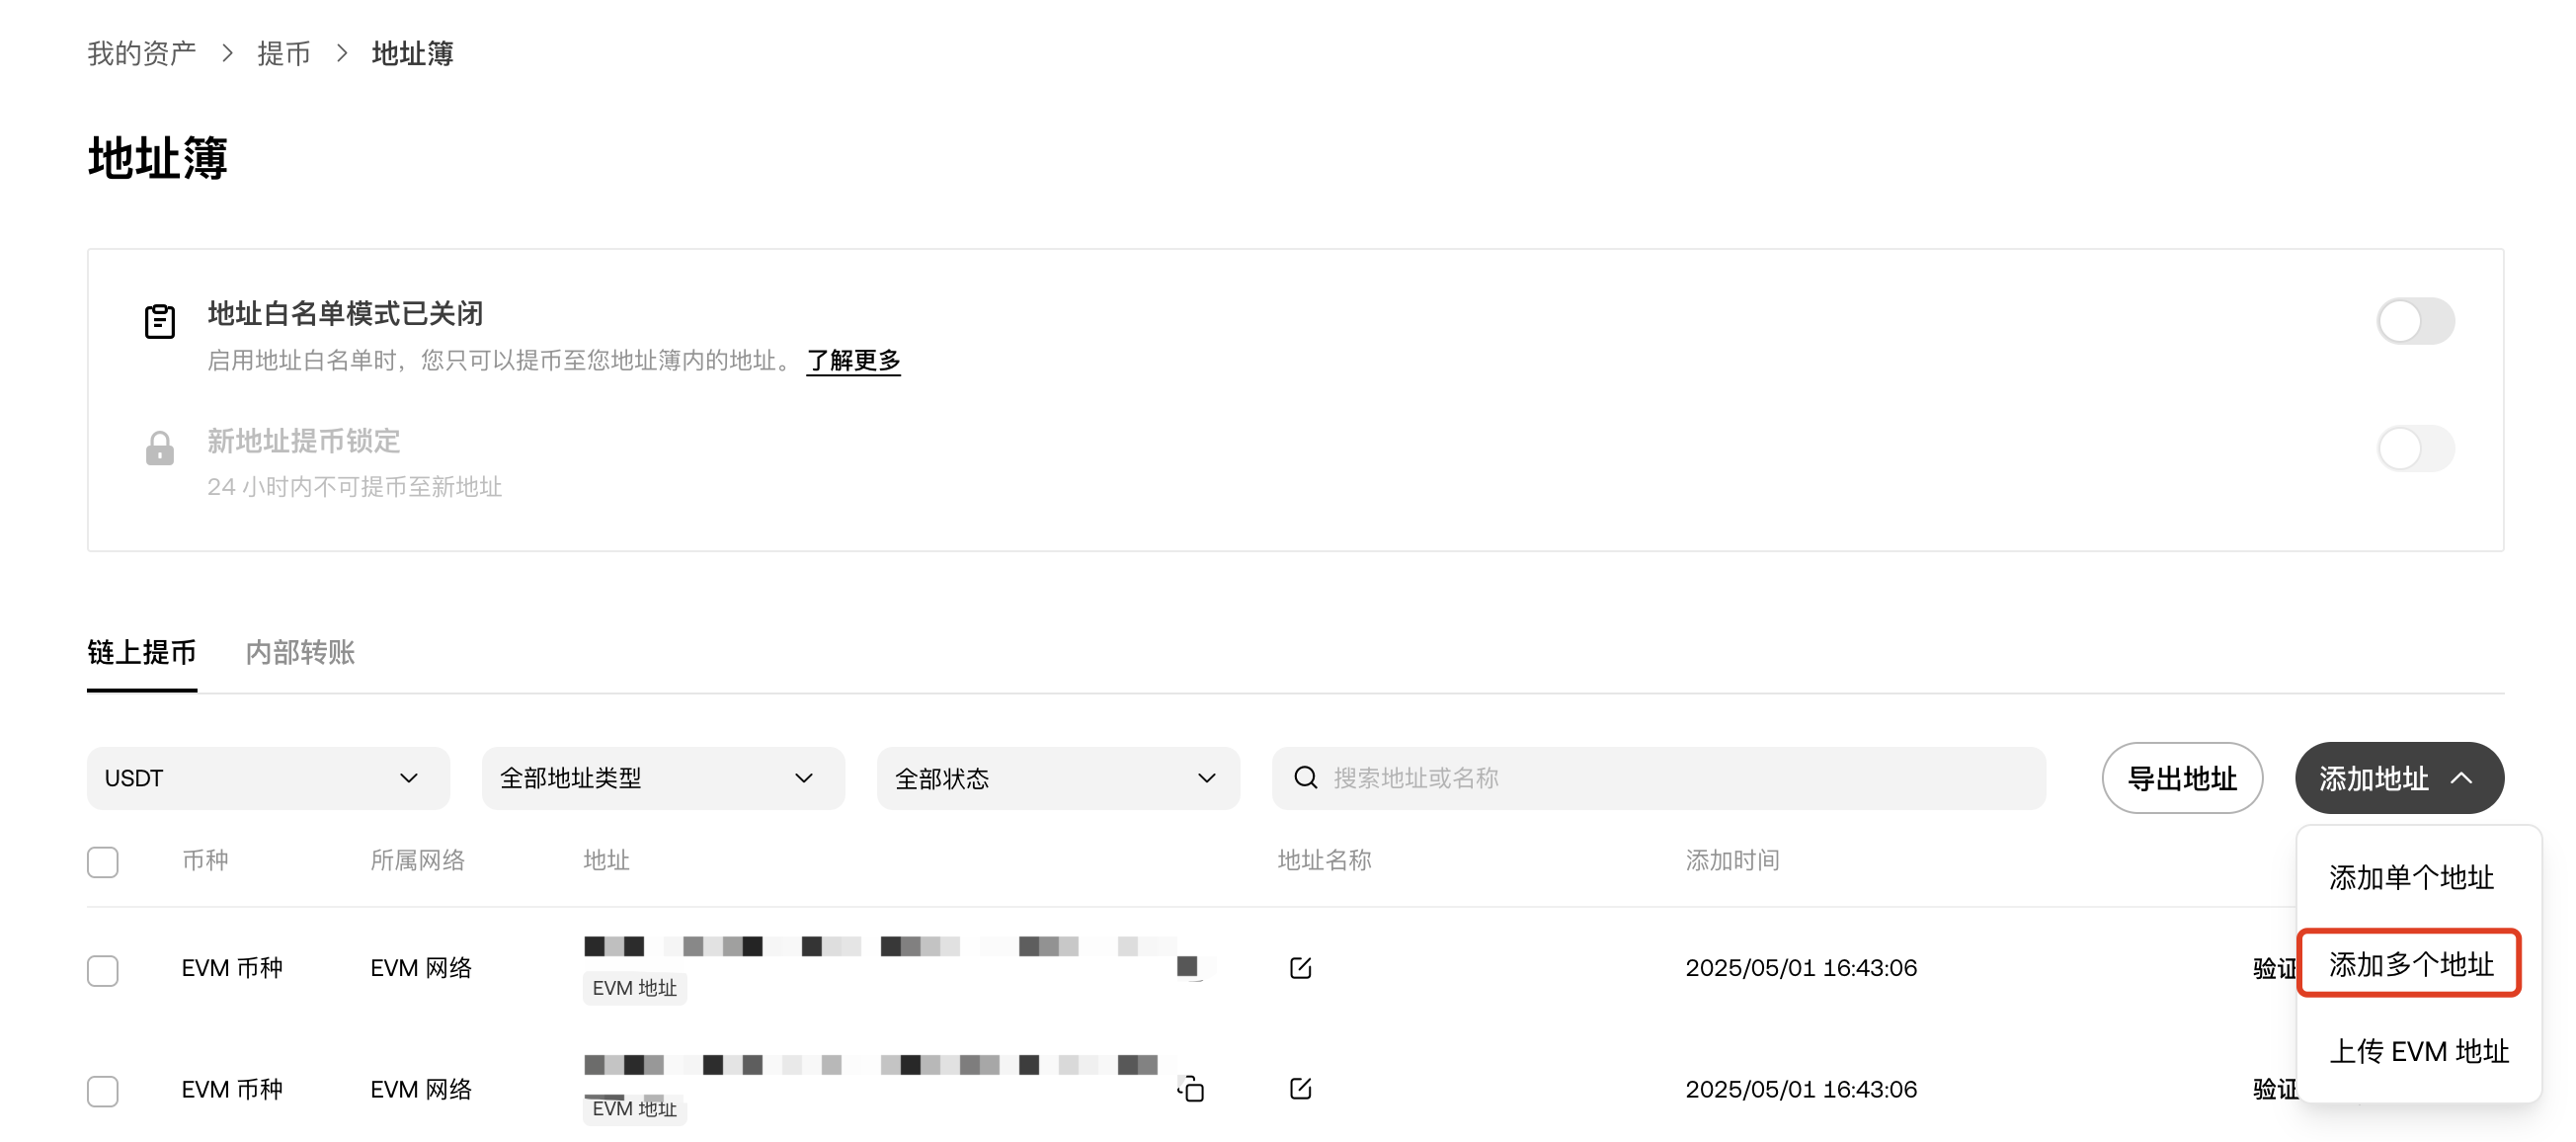 我的资产 > 提币 > 地址簿
地址簿
地址白名单模式已关闭
启用地址白名单时，您只可以提币至您地址簿内的地址。 了解更多
新地址提币锁定
24 小时内不可提币至新地址
链上提币 内部转账
USDT 全部地址类型 全部状态 搜索地址或名称 导出地址 添加地址
币种 所属网络 地址 地址名称 添加时间
添加单个地址
EVM 币种 EVM 网络 2025/05/01 16:43:06 验证
EVM 地址
添加多个地址
上传 EVM 地址
EVM 币种 EVM 网络 2025/05/01 16:43:06 验证
EVM 地址